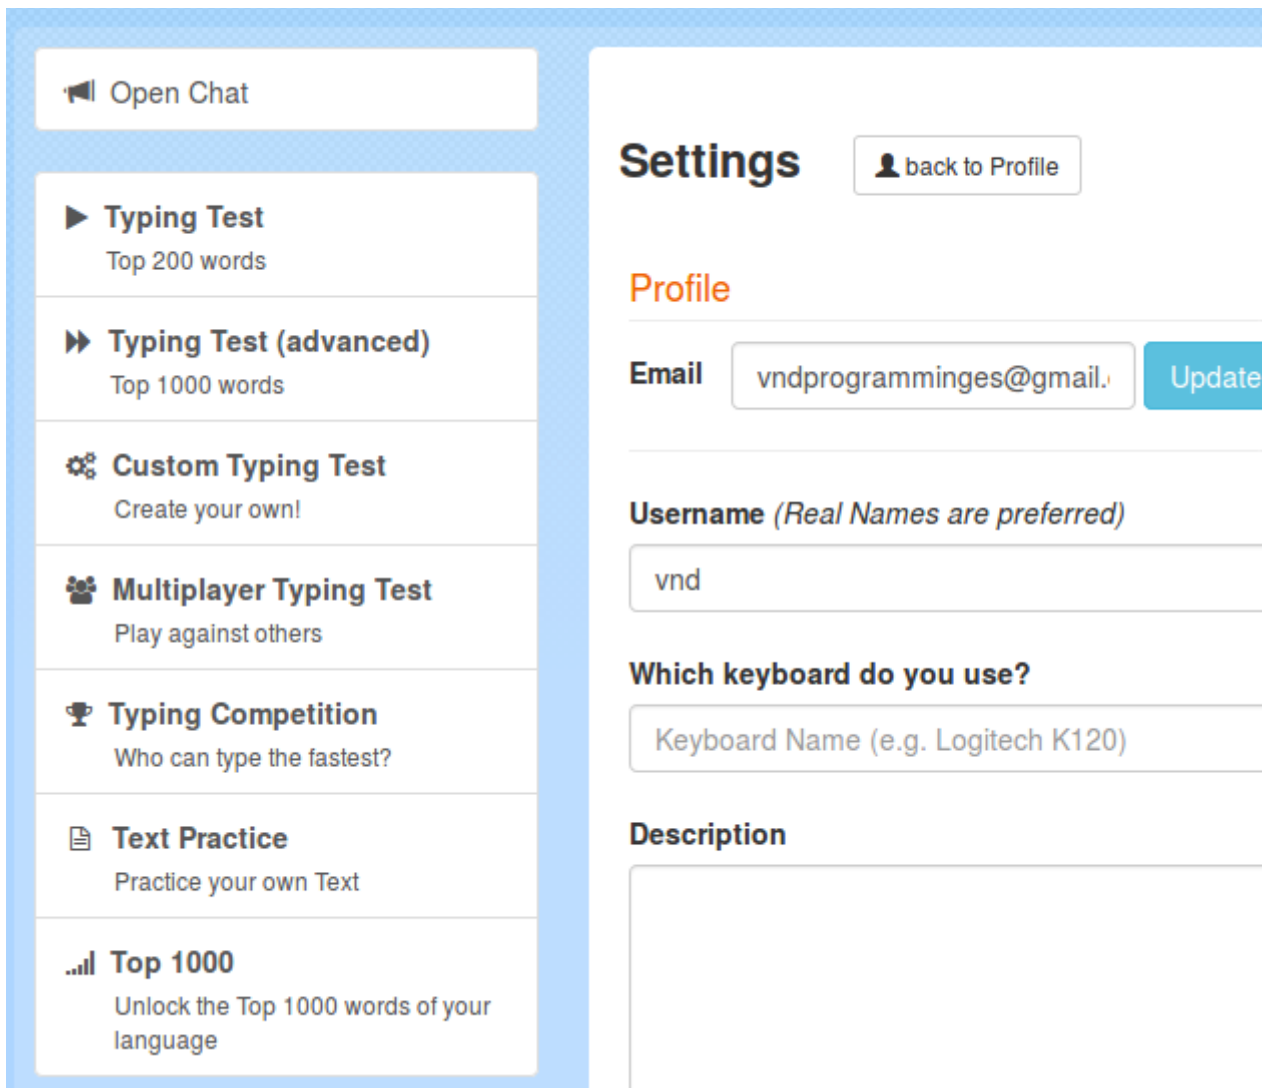 Open Chat
Typing Test
Top 200 words
Typing Test (advanced)
Top 1000 words
Custom Typing Test
Create your own!
Multiplayer Typing Test
Play against others
Typing Competition
Who can type the fastest?
Text Practice
Practice your own Text
Top 1000
Unlock the Top 1000 words of your
language
Settings
back to Profile
Profile
Email vndprogramminges@gmail. Update
Username (Real Names are preferred)
vnd
Which keyboard do you use?
Keyboard Name (e.g. Logitech K120)
Description